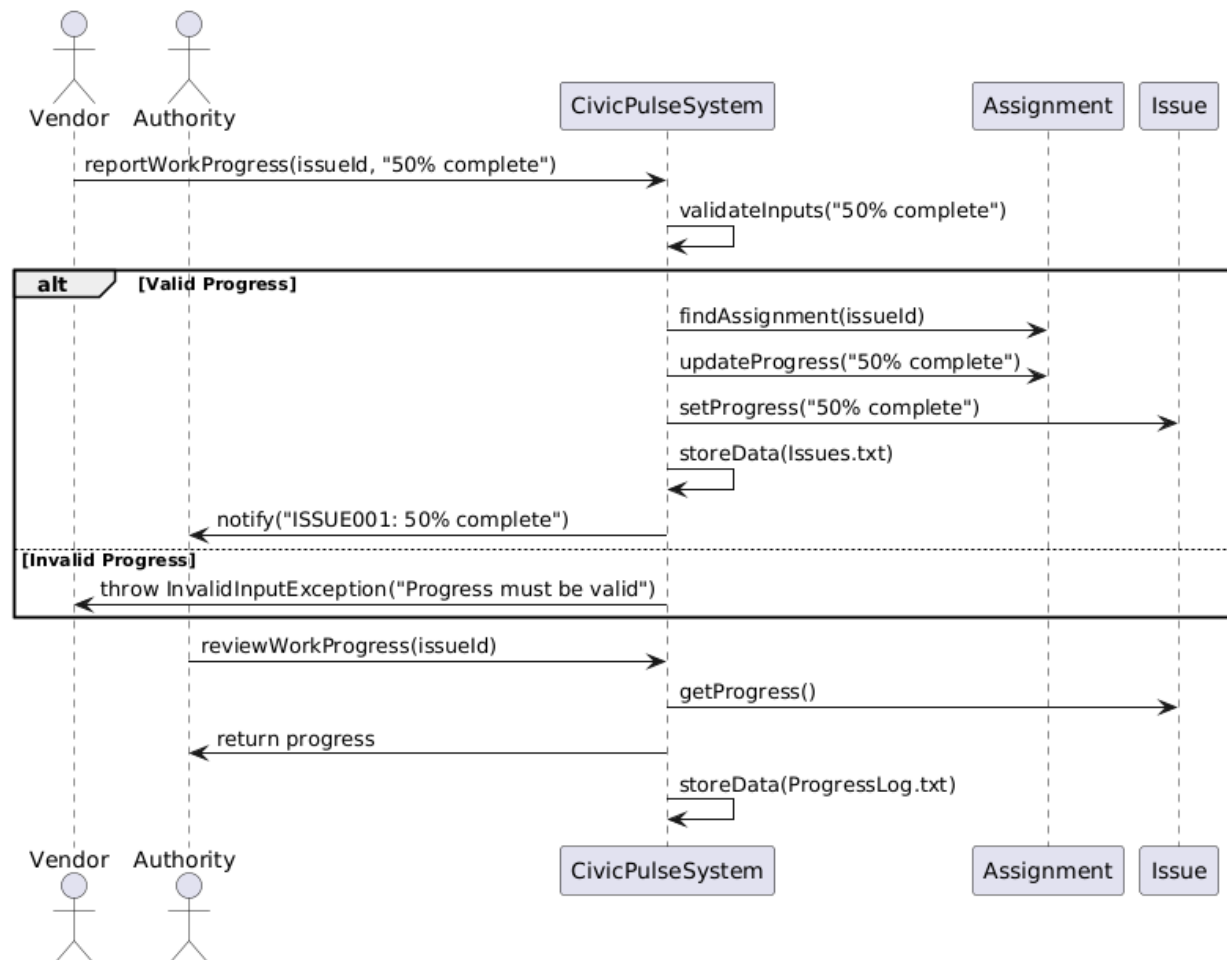 Vendor Authority
CivicPulseSystem Assignment Issue
reportWorkProgress(issueId, "50% complete")
validateInputs("50% complete")
alt [Valid Progress]
findAssignment(issueId)
updateProgress("50% complete")
setProgress("50% complete")
storeData(Issues.txt)
notify("ISSUE001: 50% complete")
[Invalid Progress]
throw InvalidInputException("Progress must be valid")
reviewWorkProgress(issueId)
getProgress()
return progress
storeData(ProgressLog.txt)
Vendor Authority
CivicPulseSystem Assignment Issue